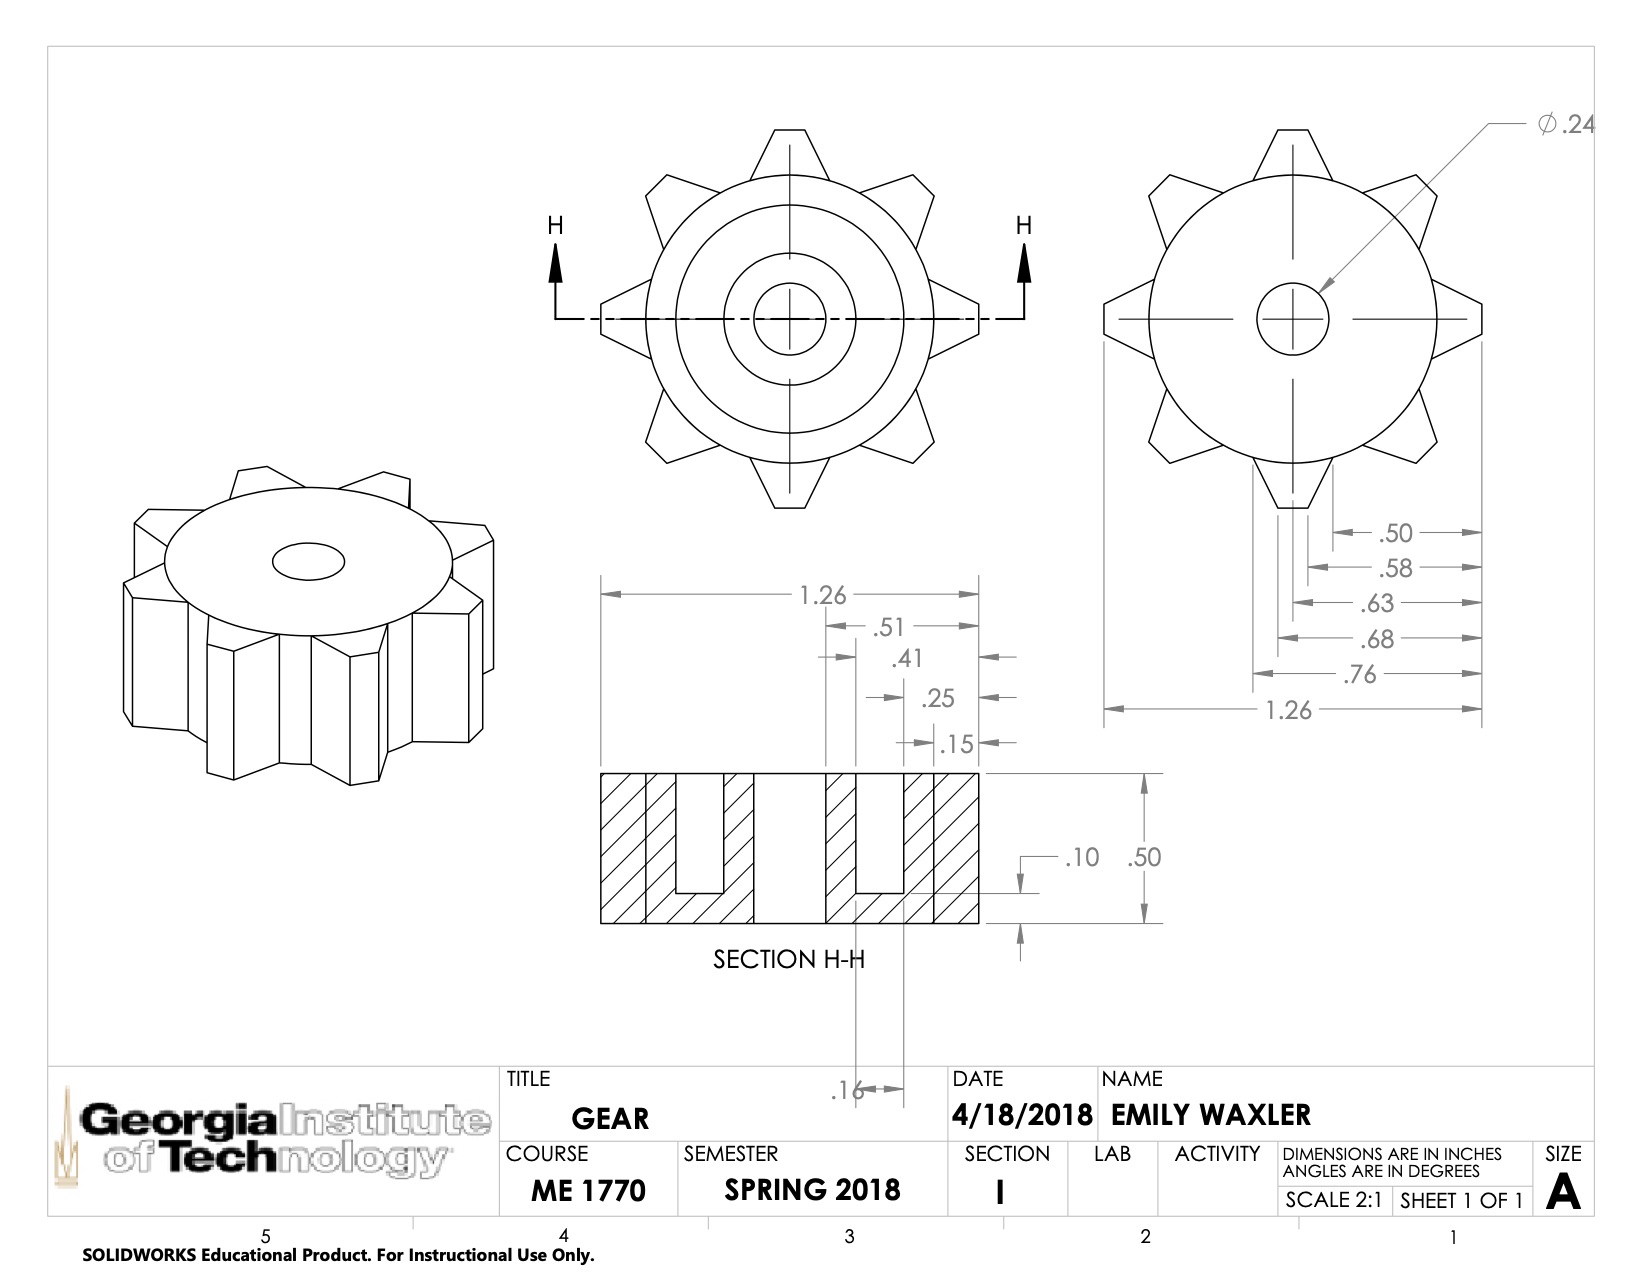 ⌀.24
H
H
.50
.58
.63
.68
.76
1.26
1.26
.51
.41
.25
.15
.10
.50
SECTION H-H
.16
Georgia Institute
of Technology
TITLE
GEAR
DATE
4/18/2018
NAME
EMILY WAXLER
COURSE
ME 1770
SEMESTER
SPRING 2018
SECTION
I
LAB
ACTIVITY
DIMENSIONS ARE IN INCHES
ANGLES ARE IN DEGREES
SCALE 2:1
SHEET 1 OF 1
SIZE
A
5
4
3
2
1
SOLIDWORKS Educational Product. For Instructional Use Only.